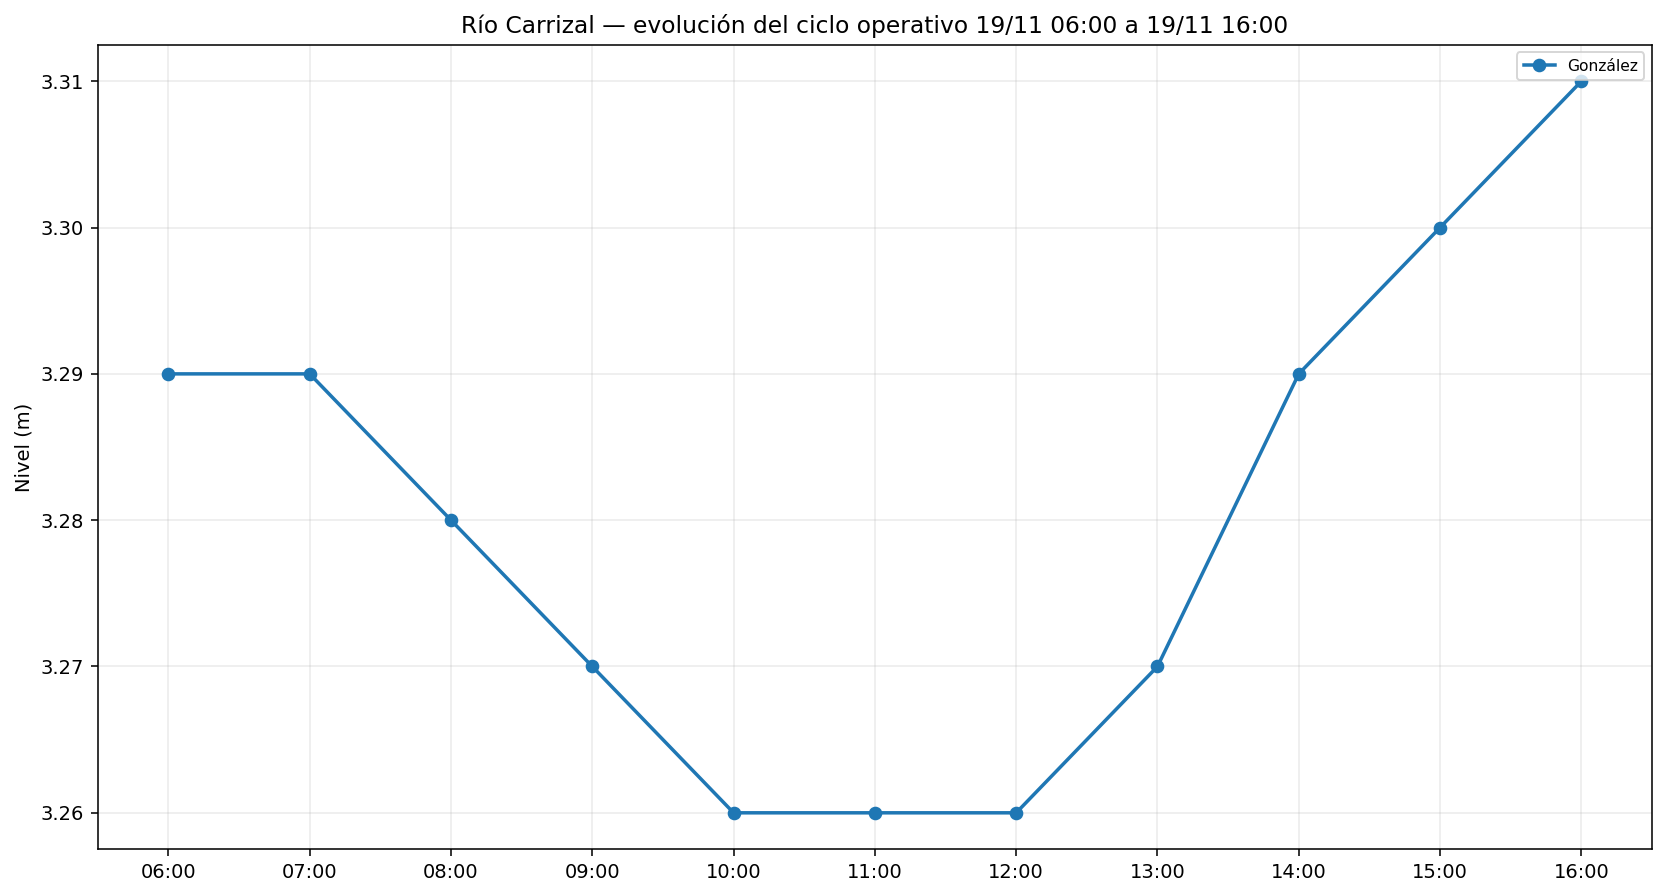 Río Carrizal — evolución del ciclo operativo 19/11 06:00 a 19/11 16:00
González
Nivel (m)
3.31
3.30
3.29
3.28
3.27
3.26
06:00 07:00 08:00 09:00 10:00 11:00 12:00 13:00 14:00 15:00 16:00